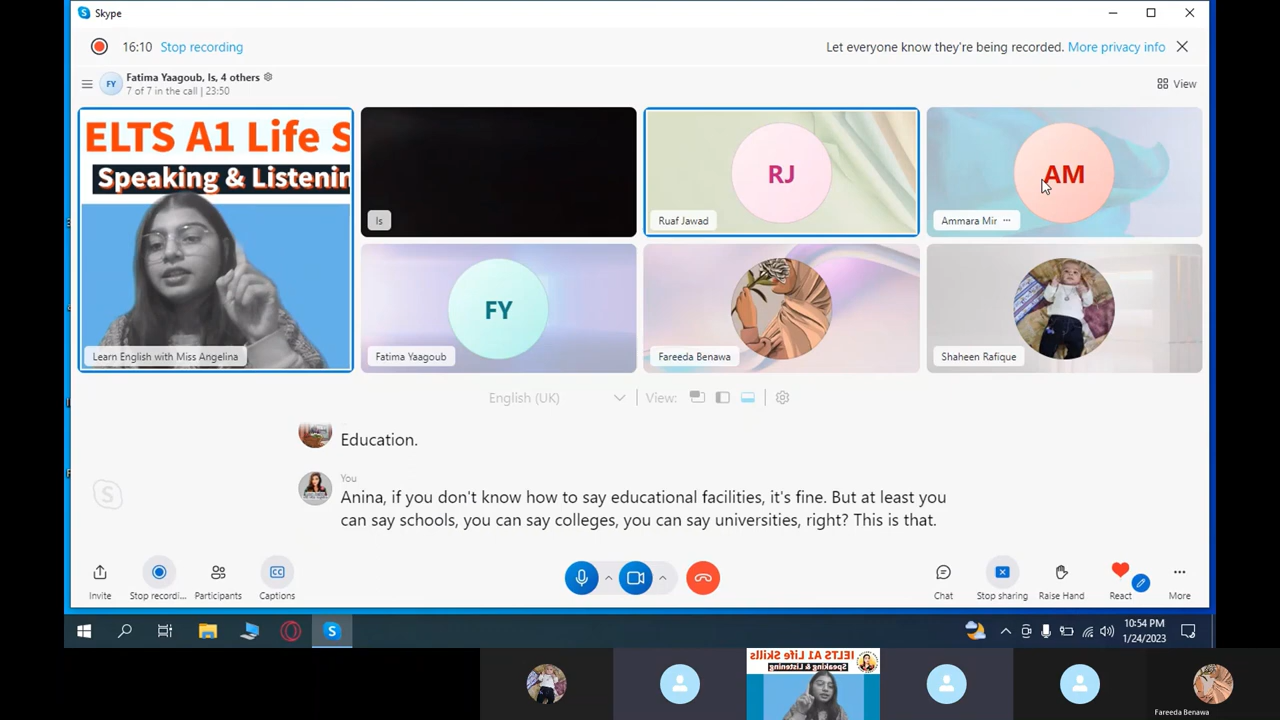 Skype
16:10 Stop recording
Let everyone know they're being recorded. More privacy info
FY
Fatima Yaagoub, Is, 4 others
7 of 7 in the call | 23:50
View
ELTS A1 Life S
Speaking & Listenin
Learn English with Miss Angelina
Is
RJ
Ruaf Jawad
AM
Ammara Mir ...
FY
Fatima Yaagoub
Fareeda Benawa
Shaheen Rafique
English (UK)
View:
Education.
You
Anina, if you don't know how to say educational facilities, it's fine. But at least you
can say schools, you can say colleges, you can say universities, right? This is that.
Invite
Stop recordi...
Participants
Captions
CC
Chat
Stop sharing
Raise Hand
React
More
10:54 PM
1/24/2023
IELTS A1 Life Skills
Speaking & Listening
Fareeda Benawa